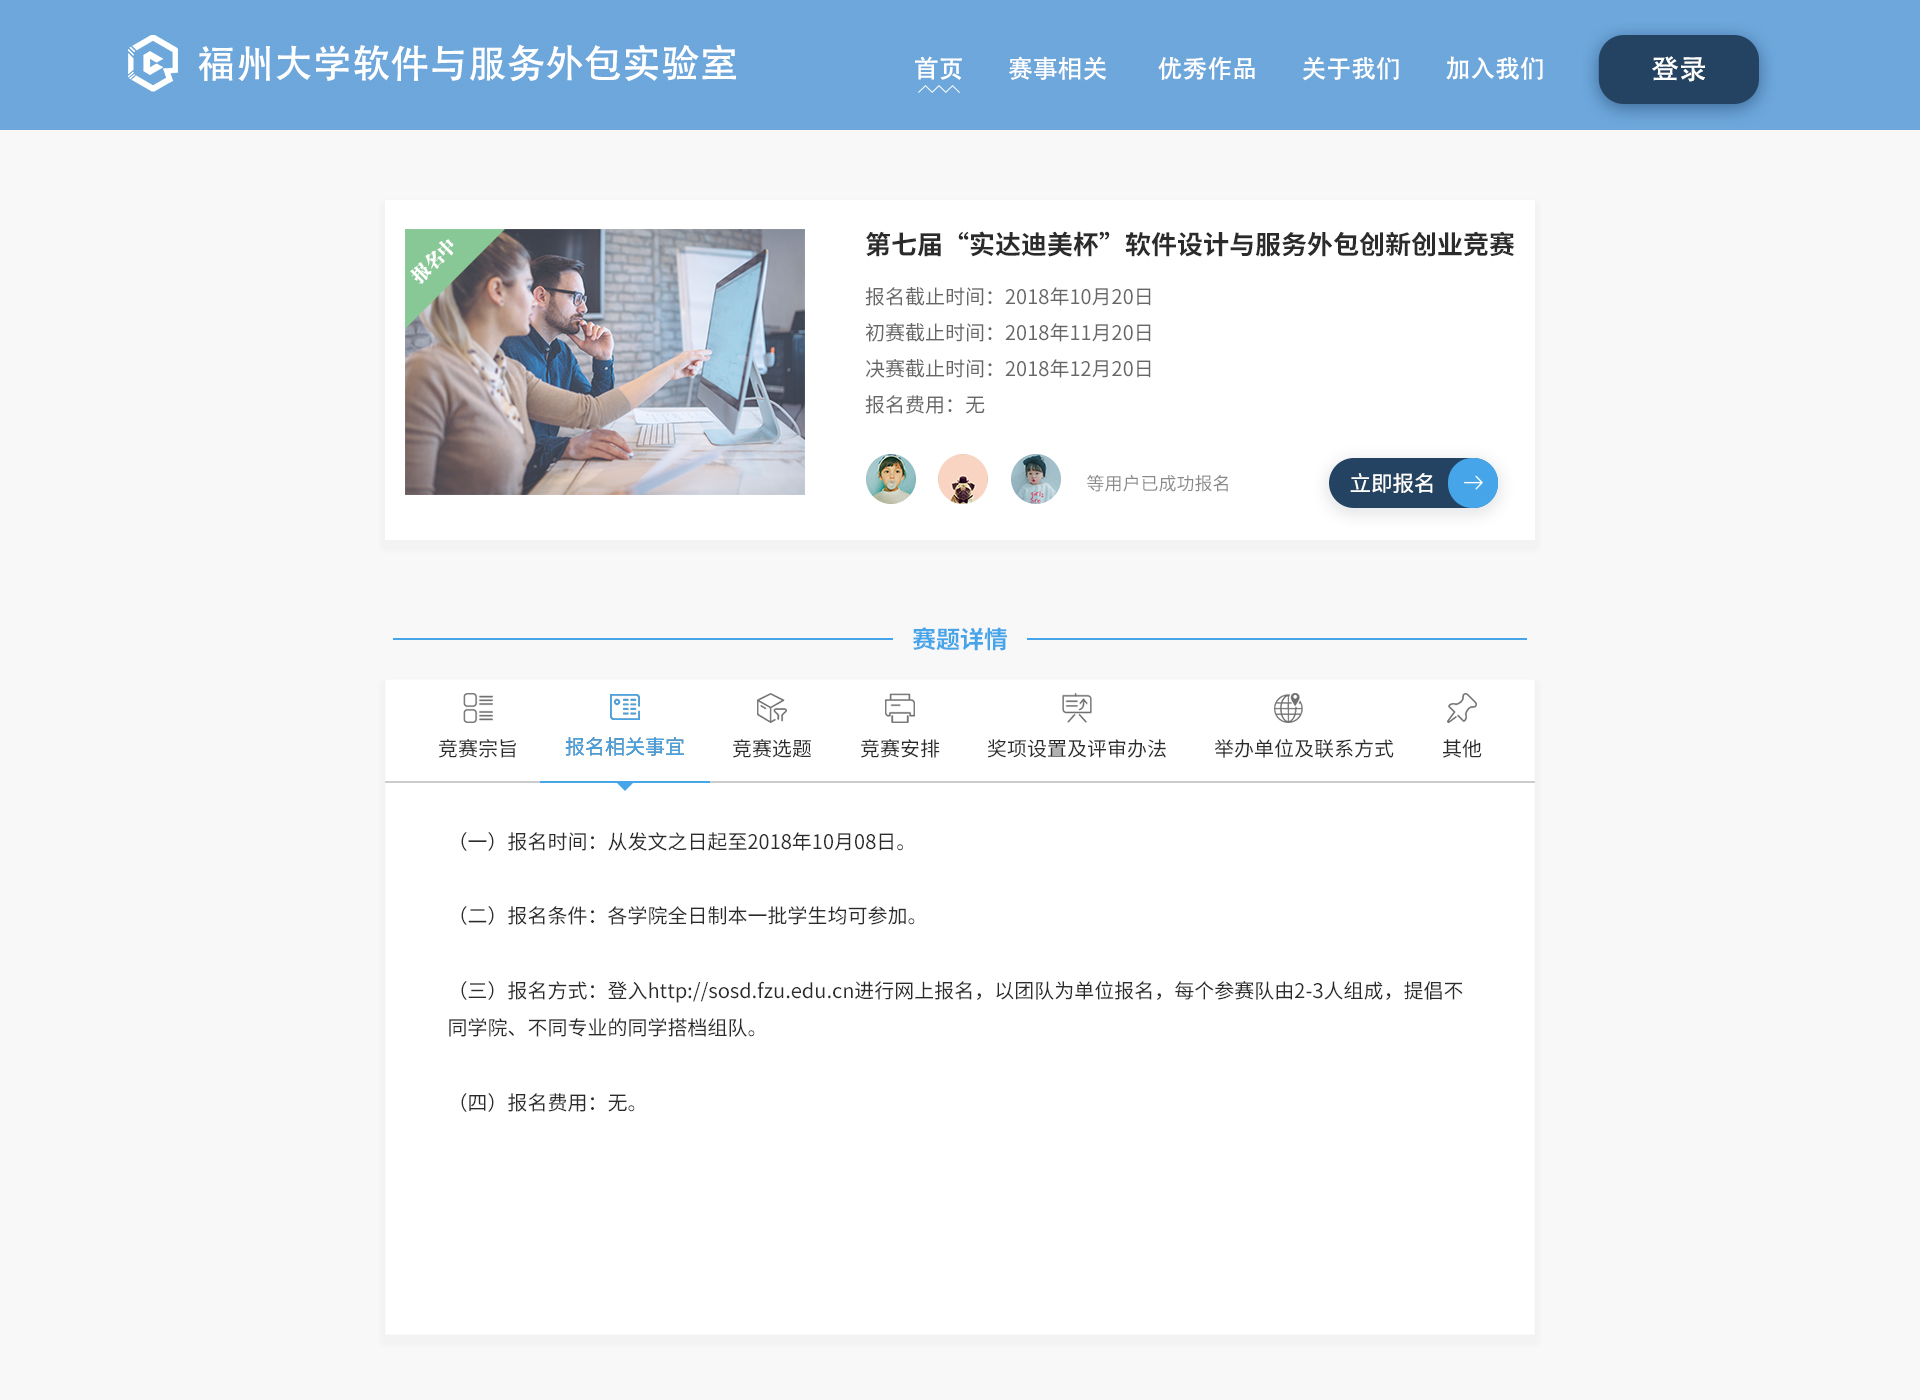 福州大学软件与服务外包实验室
首页
赛事相关
优秀作品
关于我们
加入我们
登录
报名中
第七届“实达迪美杯”软件设计与服务外包创新创业竞赛
报名截止时间：2018年10月20日
初赛截止时间：2018年11月20日
决赛截止时间：2018年12月20日
报名费用：无
等用户已成功报名
立即报名
赛题详情
竞赛宗旨
报名相关事宜
竞赛选题
竞赛安排
奖项设置及评审办法
举办单位及联系方式
其他
（一）报名时间：从发文之日起至2018年10月08日。
（二）报名条件：各学院全日制本一批学生均可参加。
（三）报名方式：登入http://sosd.fzu.edu.cn进行网上报名，以团队为单位报名，每个参赛队由2-3人组成，提倡不
同学院、不同专业的同学搭档组队。
（四）报名费用：无。